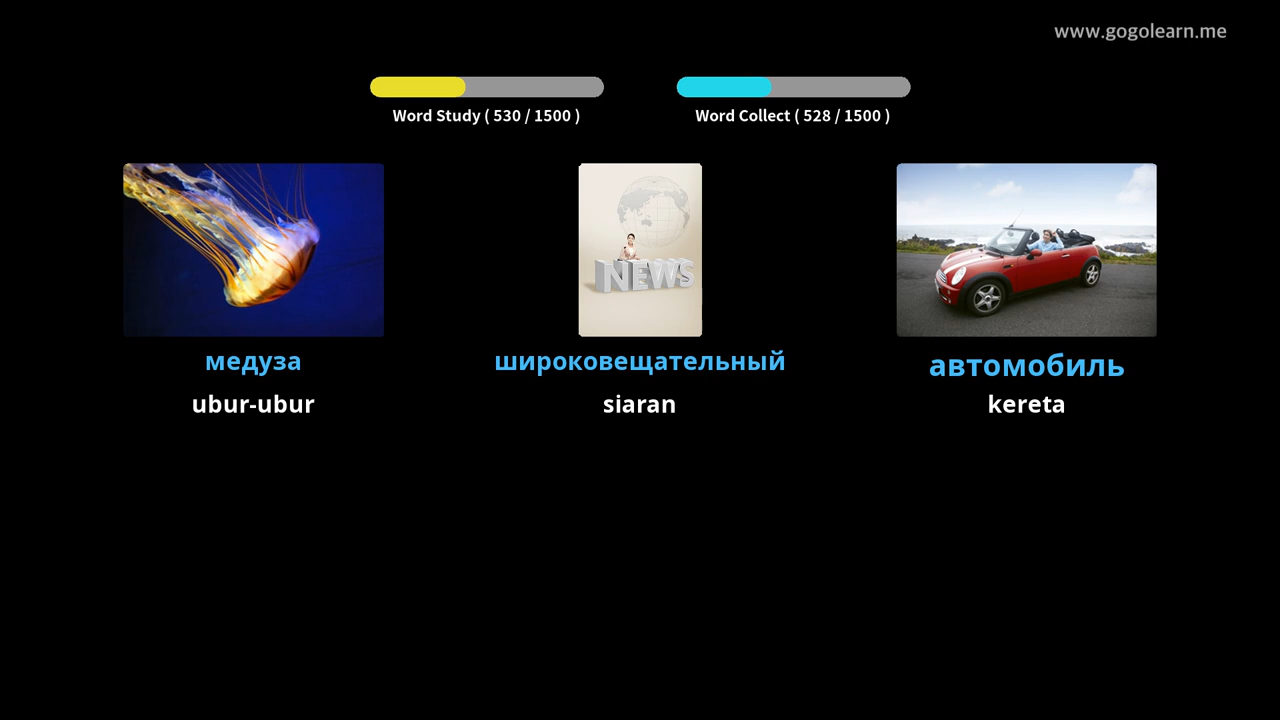 www.gogolearn.me
Word Study ( 530 / 1500 )
Word Collect ( 528 / 1500 )
NEWS
медуза
широковещательный
автомобиль
ubur-ubur
siaran
kereta